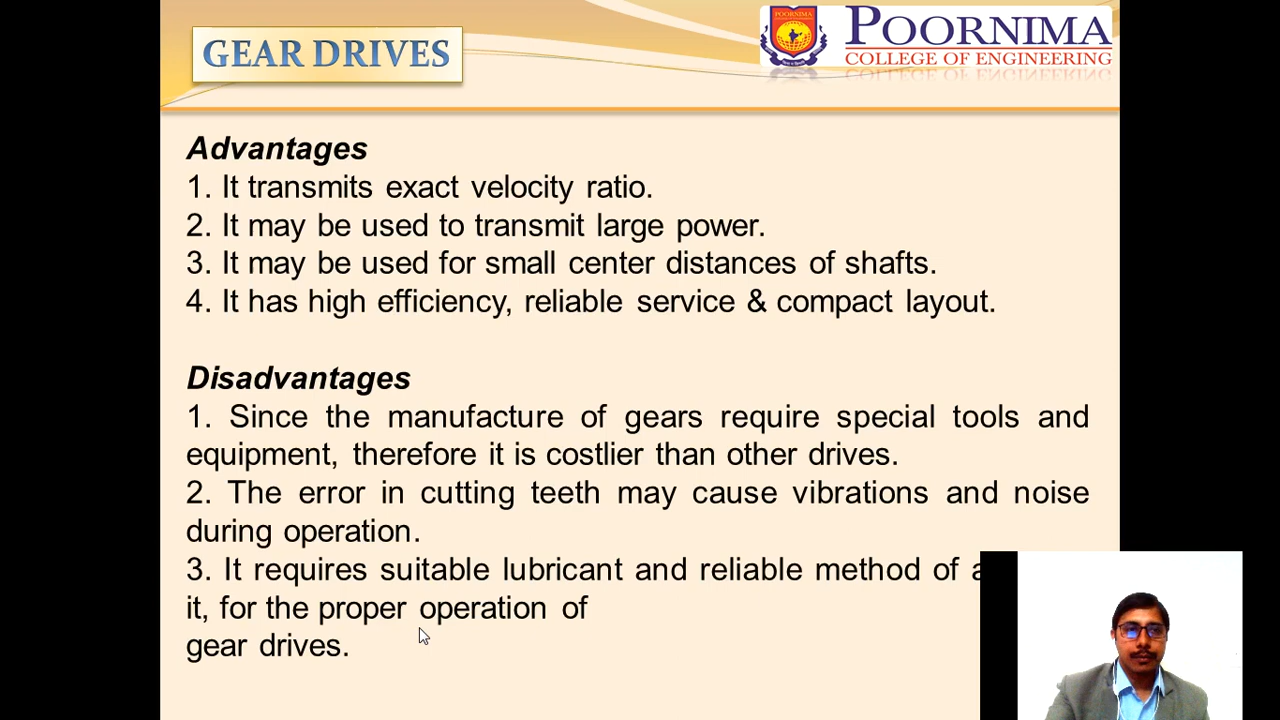 GEAR DRIVES
POORNIMA
COLLEGE OF ENGINEERING
Advantages
1. It transmits exact velocity ratio.
2. It may be used to transmit large power.
3. It may be used for small center distances of shafts.
4. It has high efficiency, reliable service & compact layout.
Disadvantages
1. Since the manufacture of gears require special tools and
equipment, therefore it is costlier than other drives.
2. The error in cutting teeth may cause vibrations and noise
during operation.
3. It requires suitable lubricant and reliable method of
it, for the proper operation of
gear drives.